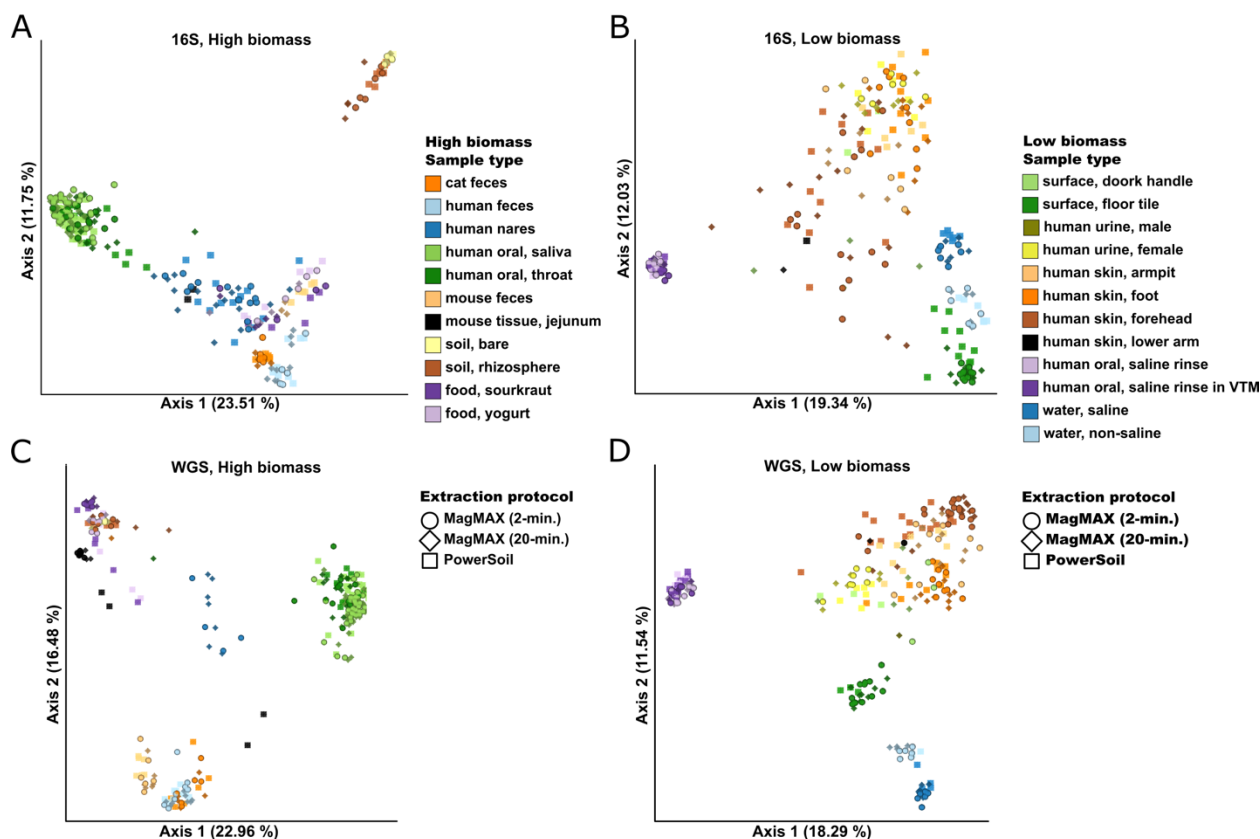 A
16S, High biomass
Axis 2 (11.75 %)
Axis 1 (23.51 %)
High biomass
Sample type
cat feces
human feces
human nares
human oral, saliva
human oral, throat
mouse feces
mouse tissue, jejunum
soil, bare
soil, rhizosphere
food, sourkraut
food, yogurt
B
16S, Low biomass
Axis 2 (12.03 %)
Axis 1 (19.34 %)
Low biomass
Sample type
surface, doork handle
surface, floor tile
human urine, male
human urine, female
human skin, armpit
human skin, foot
human skin, forehead
human skin, lower arm
human oral, saline rinse
human oral, saline rinse in VTM
water, saline
water, non-saline
C
WGS, High biomass
Axis 2 (16.48 %)
Axis 1 (22.96 %)
Extraction protocol
MagMAX (2-min.)
MagMAX (20-min.)
PowerSoil
D
WGS, Low biomass
Axis 2 (11.54 %)
Axis 1 (18.29 %)
Extraction protocol
MagMAX (2-min.)
MagMAX (20-min.)
PowerSoil